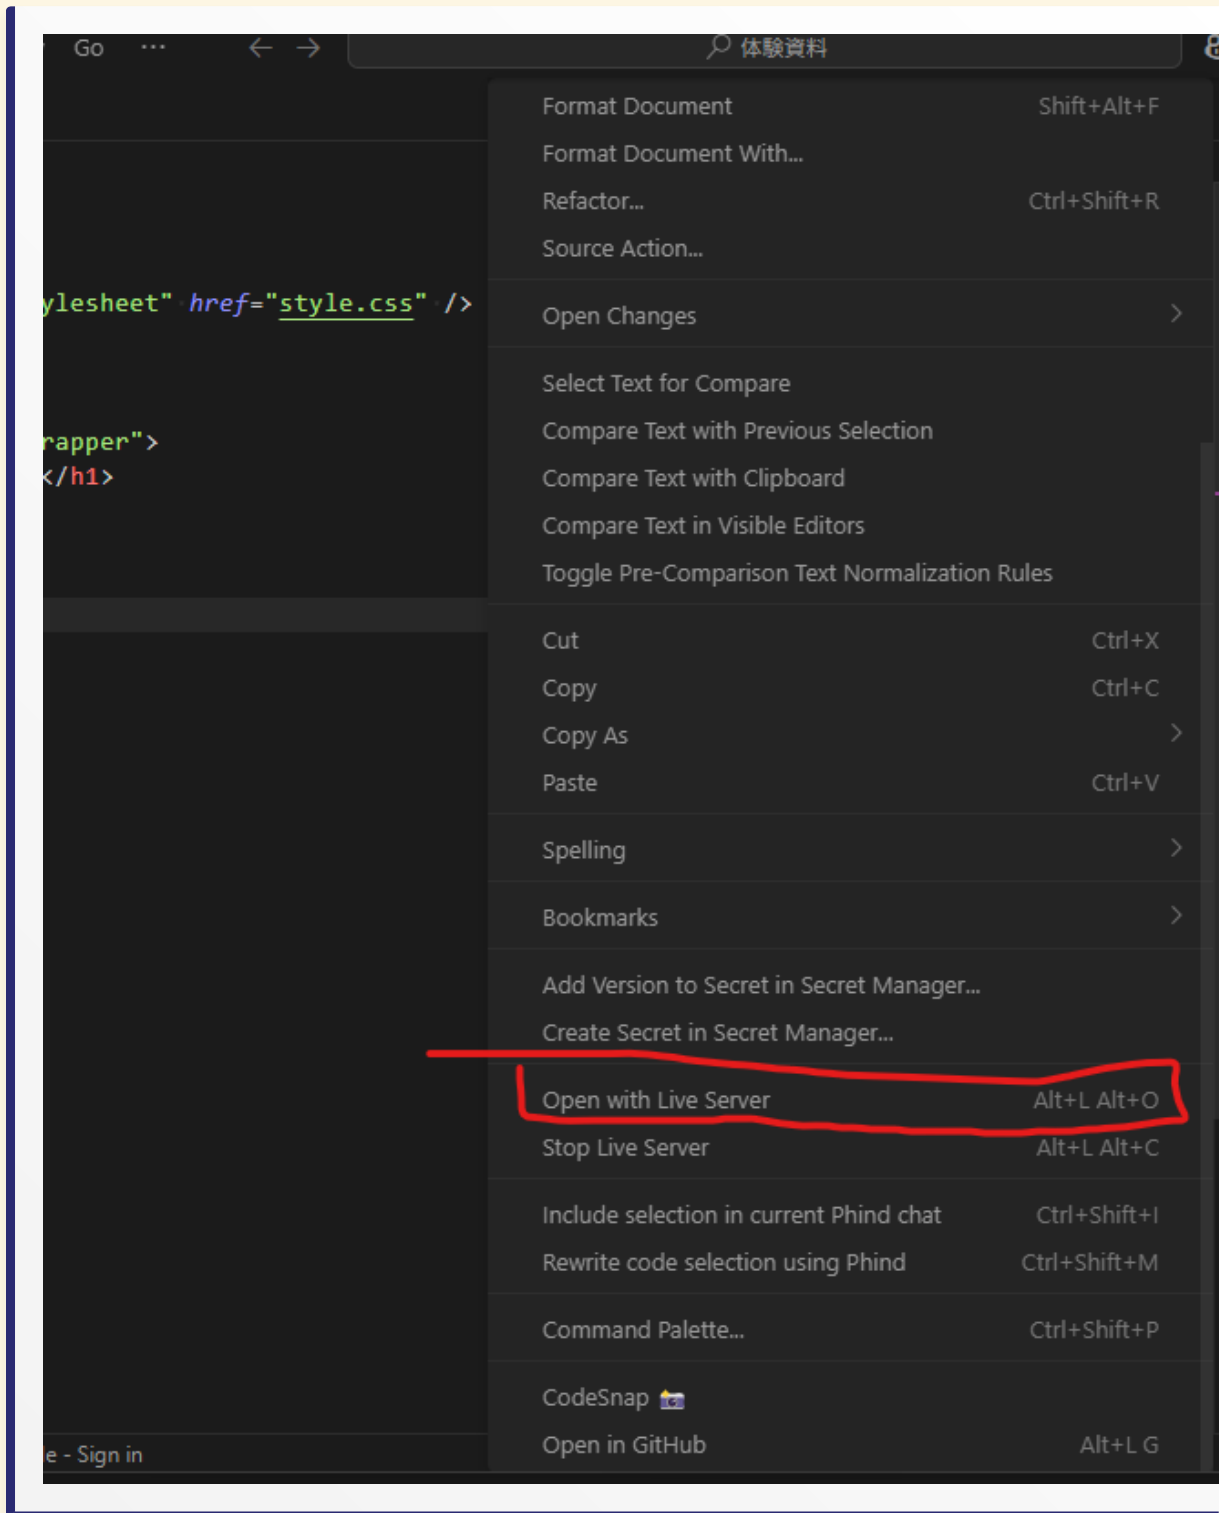 Go ···
体験資料
Format Document Shift+Alt+F
Format Document With...
Refactor... Ctrl+Shift+R
Source Action...
ylesheet" href="style.css" />
Open Changes
Select Text for Compare
Compare Text with Previous Selection
rapper">
Compare Text with Clipboard
</h1>
Compare Text in Visible Editors
Toggle Pre-Comparison Text Normalization Rules
Cut Ctrl+X
Copy Ctrl+C
Copy As
Paste Ctrl+V
Spelling
Bookmarks
Add Version to Secret in Secret Manager...
Create Secret in Secret Manager...
Open with Live Server Alt+L Alt+O
Stop Live Server Alt+L Alt+C
Include selection in current Phind chat Ctrl+Shift+I
Rewrite code selection using Phind Ctrl+Shift+M
Command Palette... Ctrl+Shift+P
CodeSnap 📸
Open in GitHub Alt+L G
e - Sign in